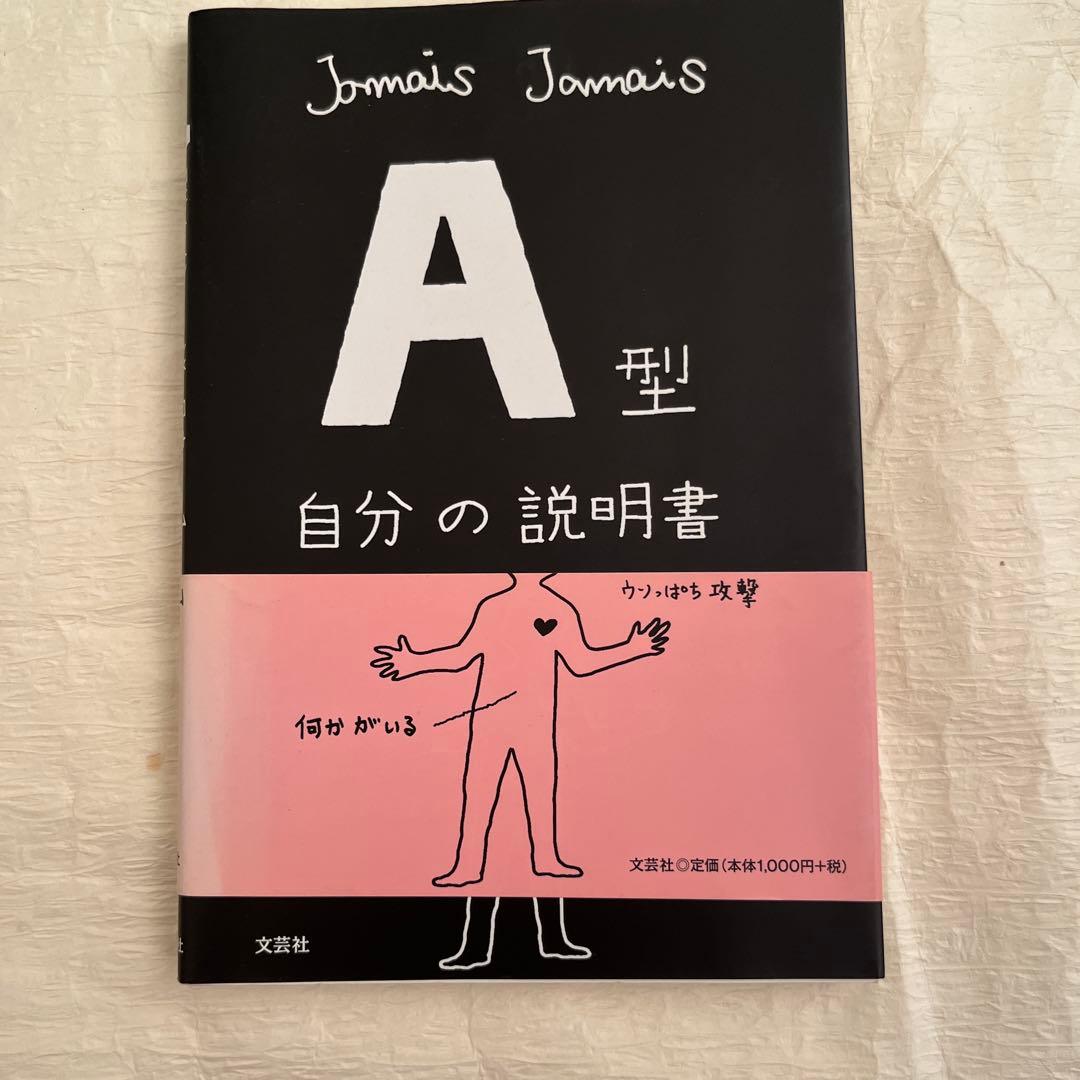 Jamais Jamais
A型
自分の説明書
ウソっぱち攻撃
何かがいる
文芸社◎定価(本体1,000円+税)
文芸社